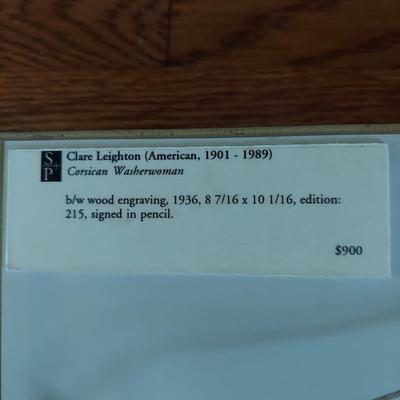 S
P
Clare Leighton (American, 1901 - 1989)
Corsican Washerwoman
b/w wood engraving, 1936, 8 7/16 x 10 1/16, edition:
215, signed in pencil.
$900